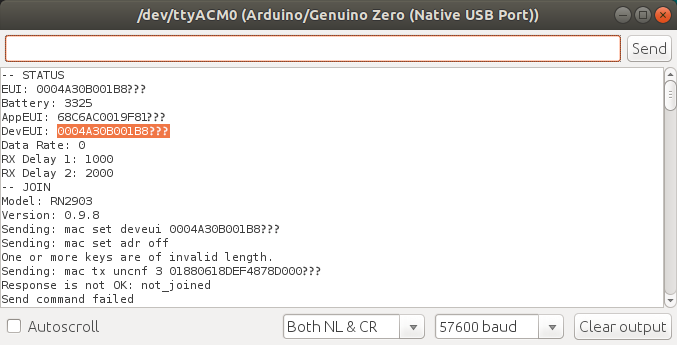 /dev/ttyACM0 (Arduino/Genuino Zero (Native USB Port))
Send
-- STATUS
EUI: 0004A30B001B8???
Battery: 3325
AppEUI: 68C6AC0019F81???
DevEUI: 0004A30B001B8???
Data Rate: 0
RX Delay 1: 1000
RX Delay 2: 2000
-- JOIN
Model: RN2903
Version: 0.9.8
Sending: mac set deveui 0004A30B001B8???
Sending: mac set adr off
One or more keys are of invalid length.
Sending: mac tx uncnf 3 01880618DEF4878D000???
Response is not OK: not_joined
Send command failed
Autoscroll
Both NL & CR
57600 baud
Clear output